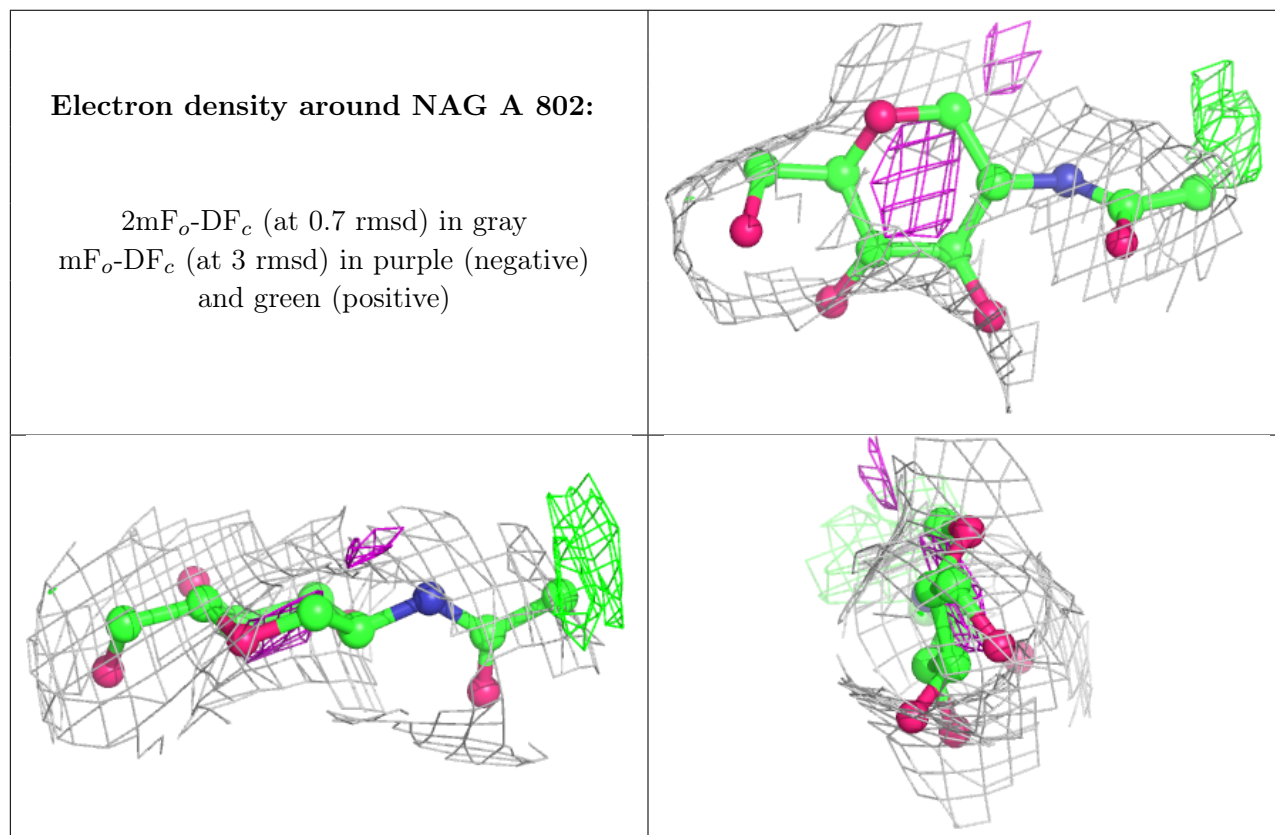 Electron density around NAG A 802:
2mFo-DFc (at 0.7 rmsd) in gray
mFo-DFc (at 3 rmsd) in purple (negative)
and green (positive)